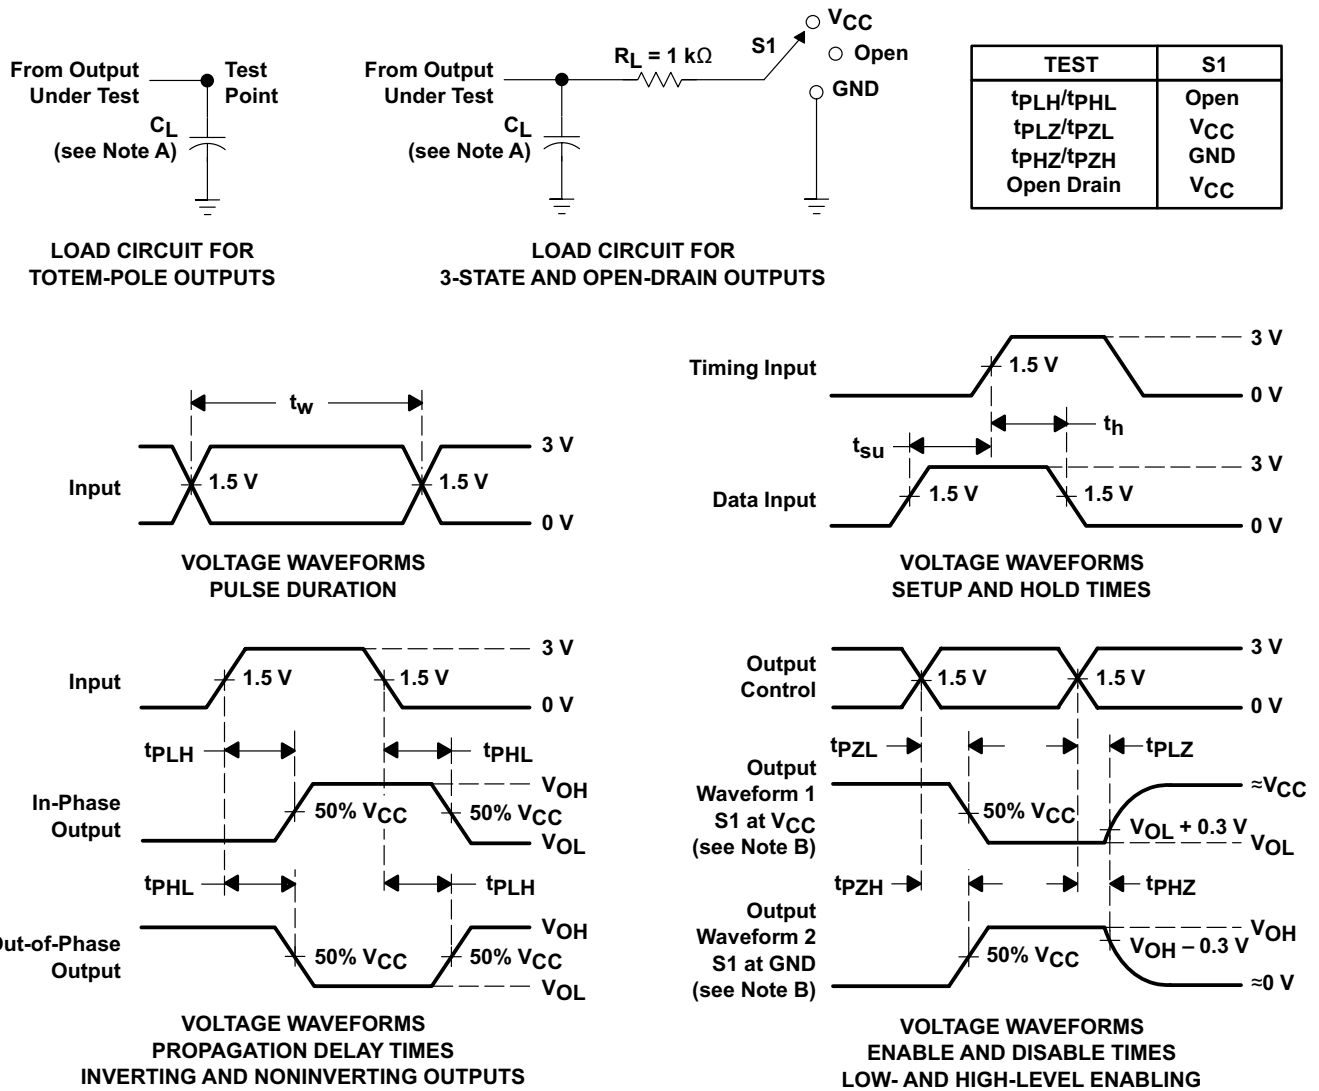 From Output
Under Test
Test
Point
CL
(see Note A)
LOAD CIRCUIT FOR
TOTEM-POLE OUTPUTS
From Output
Under Test
RL = 1 kΩ
S1
VCC
Open
GND
CL
(see Note A)
LOAD CIRCUIT FOR
3-STATE AND OPEN-DRAIN OUTPUTS
TEST S1
tPLH/tPHL Open
tPLZ/tPZL VCC
tPHZ/tPZH GND
Open Drain VCC
tw
Input
1.5 V
1.5 V
3 V
0 V
VOLTAGE WAVEFORMS
PULSE DURATION
Timing Input
1.5 V
3 V
0 V
tsu
th
Data Input
1.5 V
1.5 V
3 V
0 V
VOLTAGE WAVEFORMS
SETUP AND HOLD TIMES
Input
1.5 V
1.5 V
3 V
0 V
tPLH
tPHL
In-Phase
Output
50% VCC
50% VCC
VOH
VOL
tPHL
tPLH
Out-of-Phase
Output
50% VCC
50% VCC
VOH
VOL
VOLTAGE WAVEFORMS
PROPAGATION DELAY TIMES
INVERTING AND NONINVERTING OUTPUTS
Output
Control
1.5 V
1.5 V
3 V
0 V
tPZL
tPLZ
Output
Waveform 1
S1 at VCC
(see Note B)
50% VCC
VOL + 0.3 V
≈VCC
VOL
tPZH
tPHZ
Output
Waveform 2
S1 at GND
(see Note B)
50% VCC
VOH – 0.3 V
VOH
≈0 V
VOLTAGE WAVEFORMS
ENABLE AND DISABLE TIMES
LOW- AND HIGH-LEVEL ENABLING